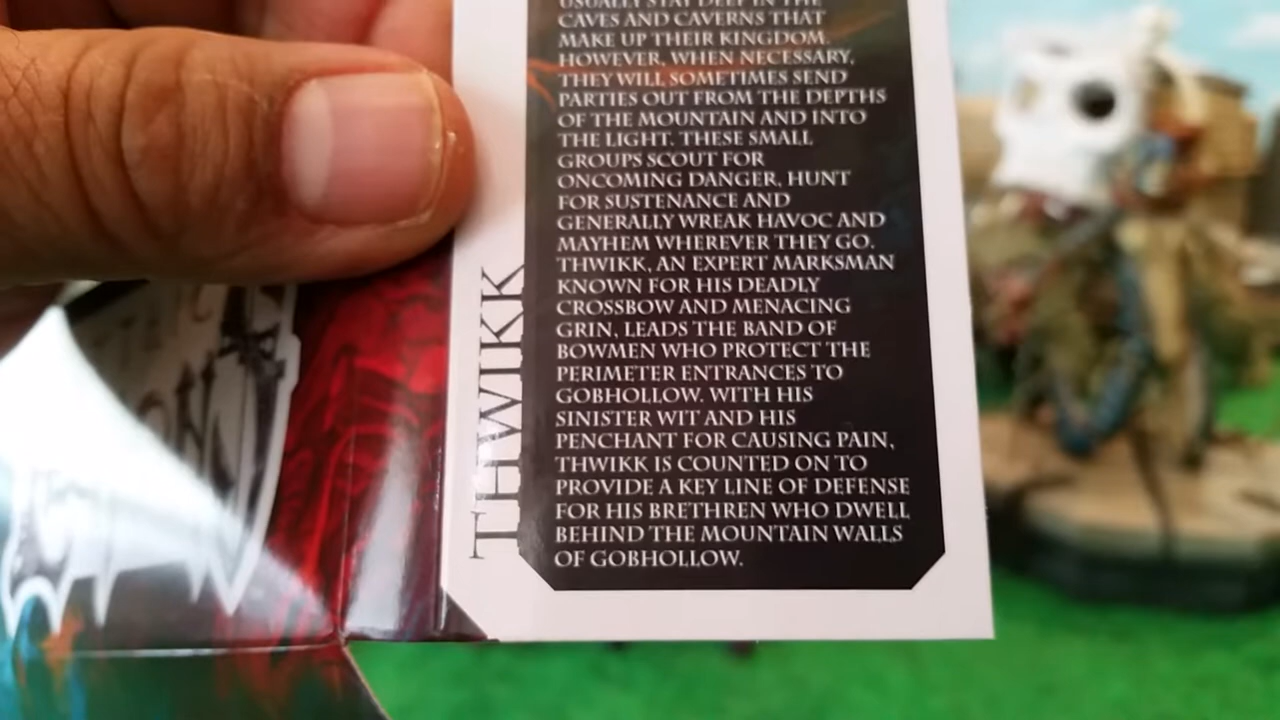 USUALLY STAY DEEP IN THE
CAVES AND CAVERNS THAT
MAKE UP THEIR KINGDOM.
HOWEVER, WHEN NECESSARY,
THEY WILL SOMETIMES SEND
PARTIES OUT FROM THE DEPTHS
OF THE MOUNTAIN AND INTO
THE LIGHT. THESE SMALL
GROUPS SCOUT FOR
ONCOMING DANGER, HUNT
FOR SUSTENANCE AND
GENERALLY WREAK HAVOC AND
MAYHEM WHEREVER THEY GO.
THWIKK, AN EXPERT MARKSMAN
KNOWN FOR HIS DEADLY
CROSSBOW AND MENACING
GRIN, LEADS THE BAND OF
BOWMEN WHO PROTECT THE
PERIMETER ENTRANCES TO
GOBHOLLOW. WITH HIS
SINISTER WIT AND HIS
PENCHANT FOR CAUSING PAIN,
THWIKK IS COUNTED ON TO
PROVIDE A KEY LINE OF DEFENSE
FOR HIS BRETHREN WHO DWELL
BEHIND THE MOUNTAIN WALLS
OF GOBHOLLOW.
THWIKK